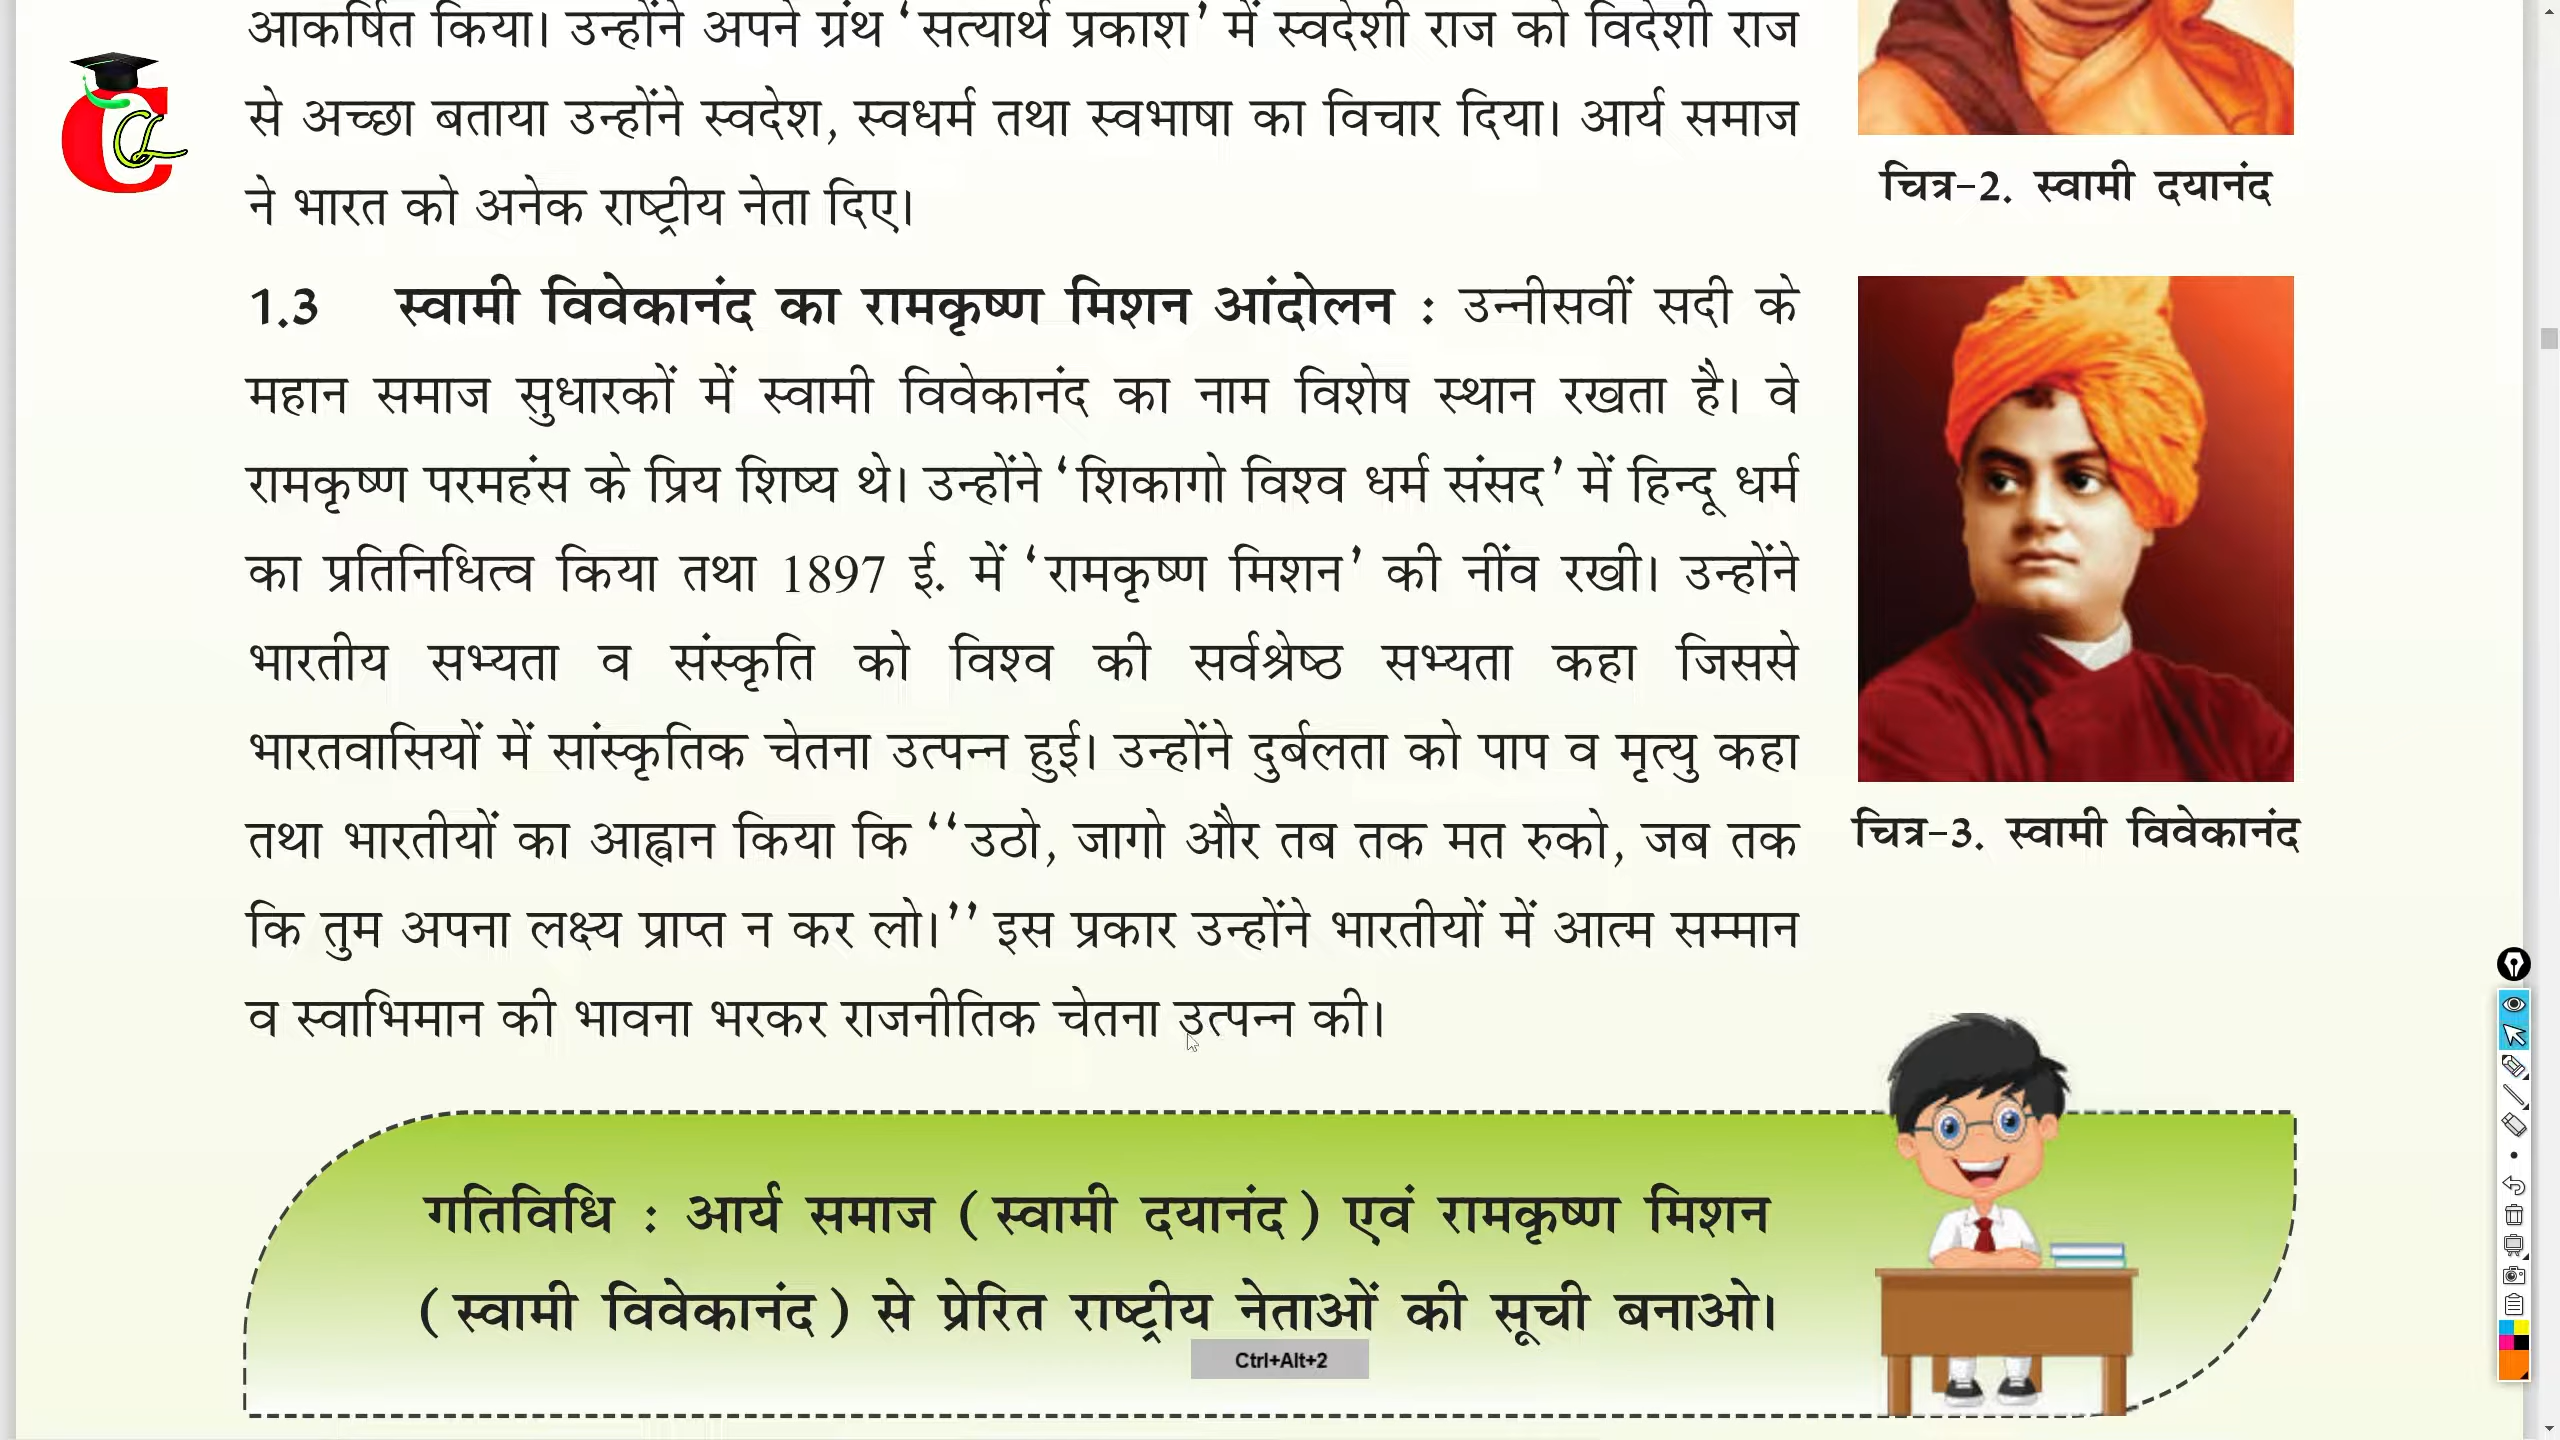 आकर्षित किया। उन्होंने अपने ग्रंथ ‘सत्यार्थ प्रकाश’ में स्वदेशी राज को विदेशी राज
से अच्छा बताया उन्होंने स्वदेश, स्वधर्म तथा स्वभाषा का विचार दिया। आर्य समाज
ने भारत को अनेक राष्ट्रीय नेता दिए।
चित्र-2. स्वामी दयानंद
1.3 स्वामी विवेकानंद का रामकृष्ण मिशन आंदोलन : उन्नीसवीं सदी के
महान समाज सुधारकों में स्वामी विवेकानंद का नाम विशेष स्थान रखता है। वे
रामकृष्ण परमहंस के प्रिय शिष्य थे। उन्होंने ‘शिकागो विश्व धर्म संसद’ में हिन्दू धर्म
का प्रतिनिधित्व किया तथा 1897 ई. में ‘रामकृष्ण मिशन’ की नींव रखी। उन्होंने
भारतीय सभ्यता व संस्कृति को विश्व की सर्वश्रेष्ठ सभ्यता कहा जिससे
भारतवासियों में सांस्कृतिक चेतना उत्पन्न हुई। उन्होंने दुर्बलता को पाप व मृत्यु कहा
तथा भारतीयों का आह्वान किया कि ‘‘उठो, जागो और तब तक मत रुको, जब तक
कि तुम अपना लक्ष्य प्राप्त न कर लो।’’ इस प्रकार उन्होंने भारतीयों में आत्म सम्मान
व स्वाभिमान की भावना भरकर राजनीतिक चेतना उत्पन्न की।
चित्र-3. स्वामी विवेकानंद
गतिविधि : आर्य समाज (स्वामी दयानंद) एवं रामकृष्ण मिशन
(स्वामी विवेकानंद) से प्रेरित राष्ट्रीय नेताओं की सूची बनाओ।
Ctrl+Alt+2